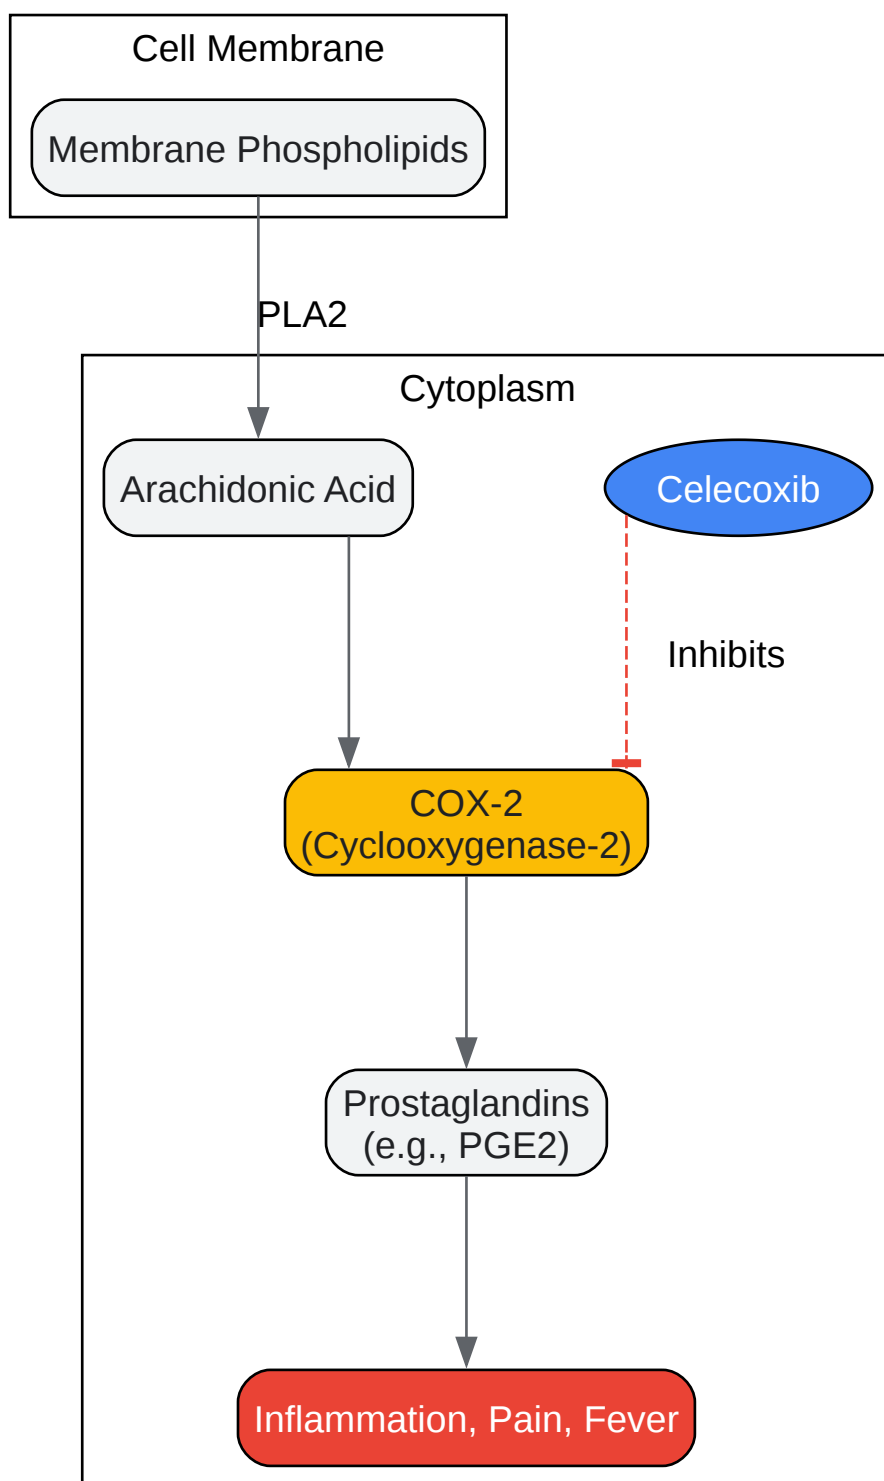 Cell Membrane
Membrane Phospholipids
PLA2
Cytoplasm
Arachidonic Acid
Celecoxib
Inhibits
COX-2
(Cyclooxygenase-2)
Prostaglandins
(e.g., PGE2)
Inflammation, Pain, Fever